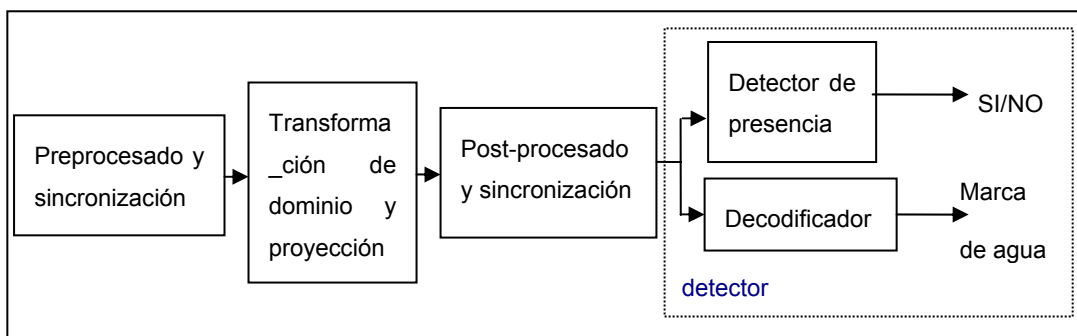 Preprocesado y
sincronización
Transforma
_ción de
dominio y
proyección
Post-procesado
y sincronización
Detector de
presencia
SI/NO
Decodificador
Marca
de agua
detector